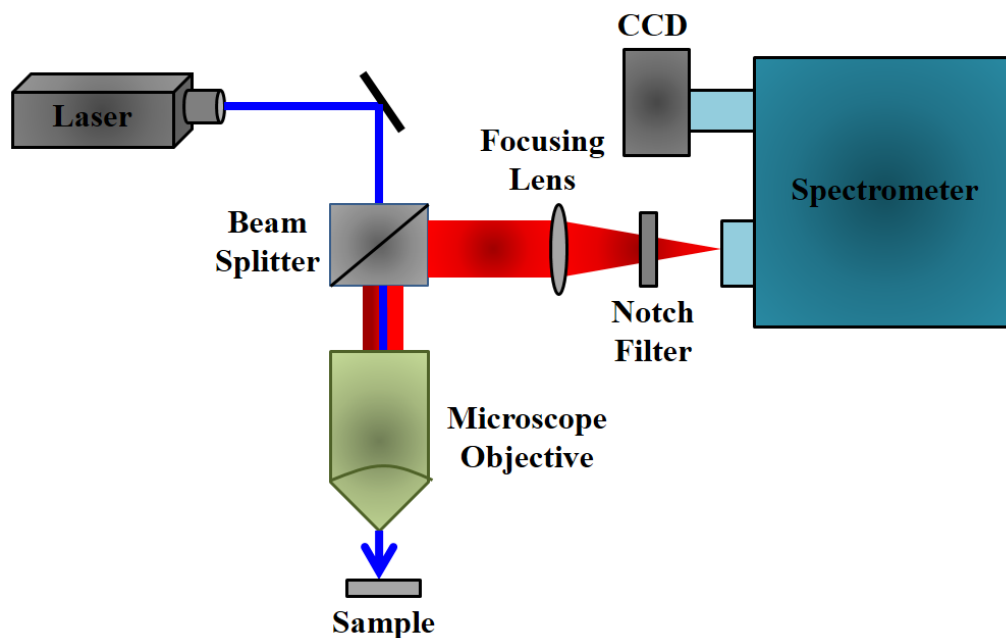 CCD
Laser
Focusing
Lens
Spectrometer
Beam
Splitter
Notch
Filter
Microscope
Objective
Sample